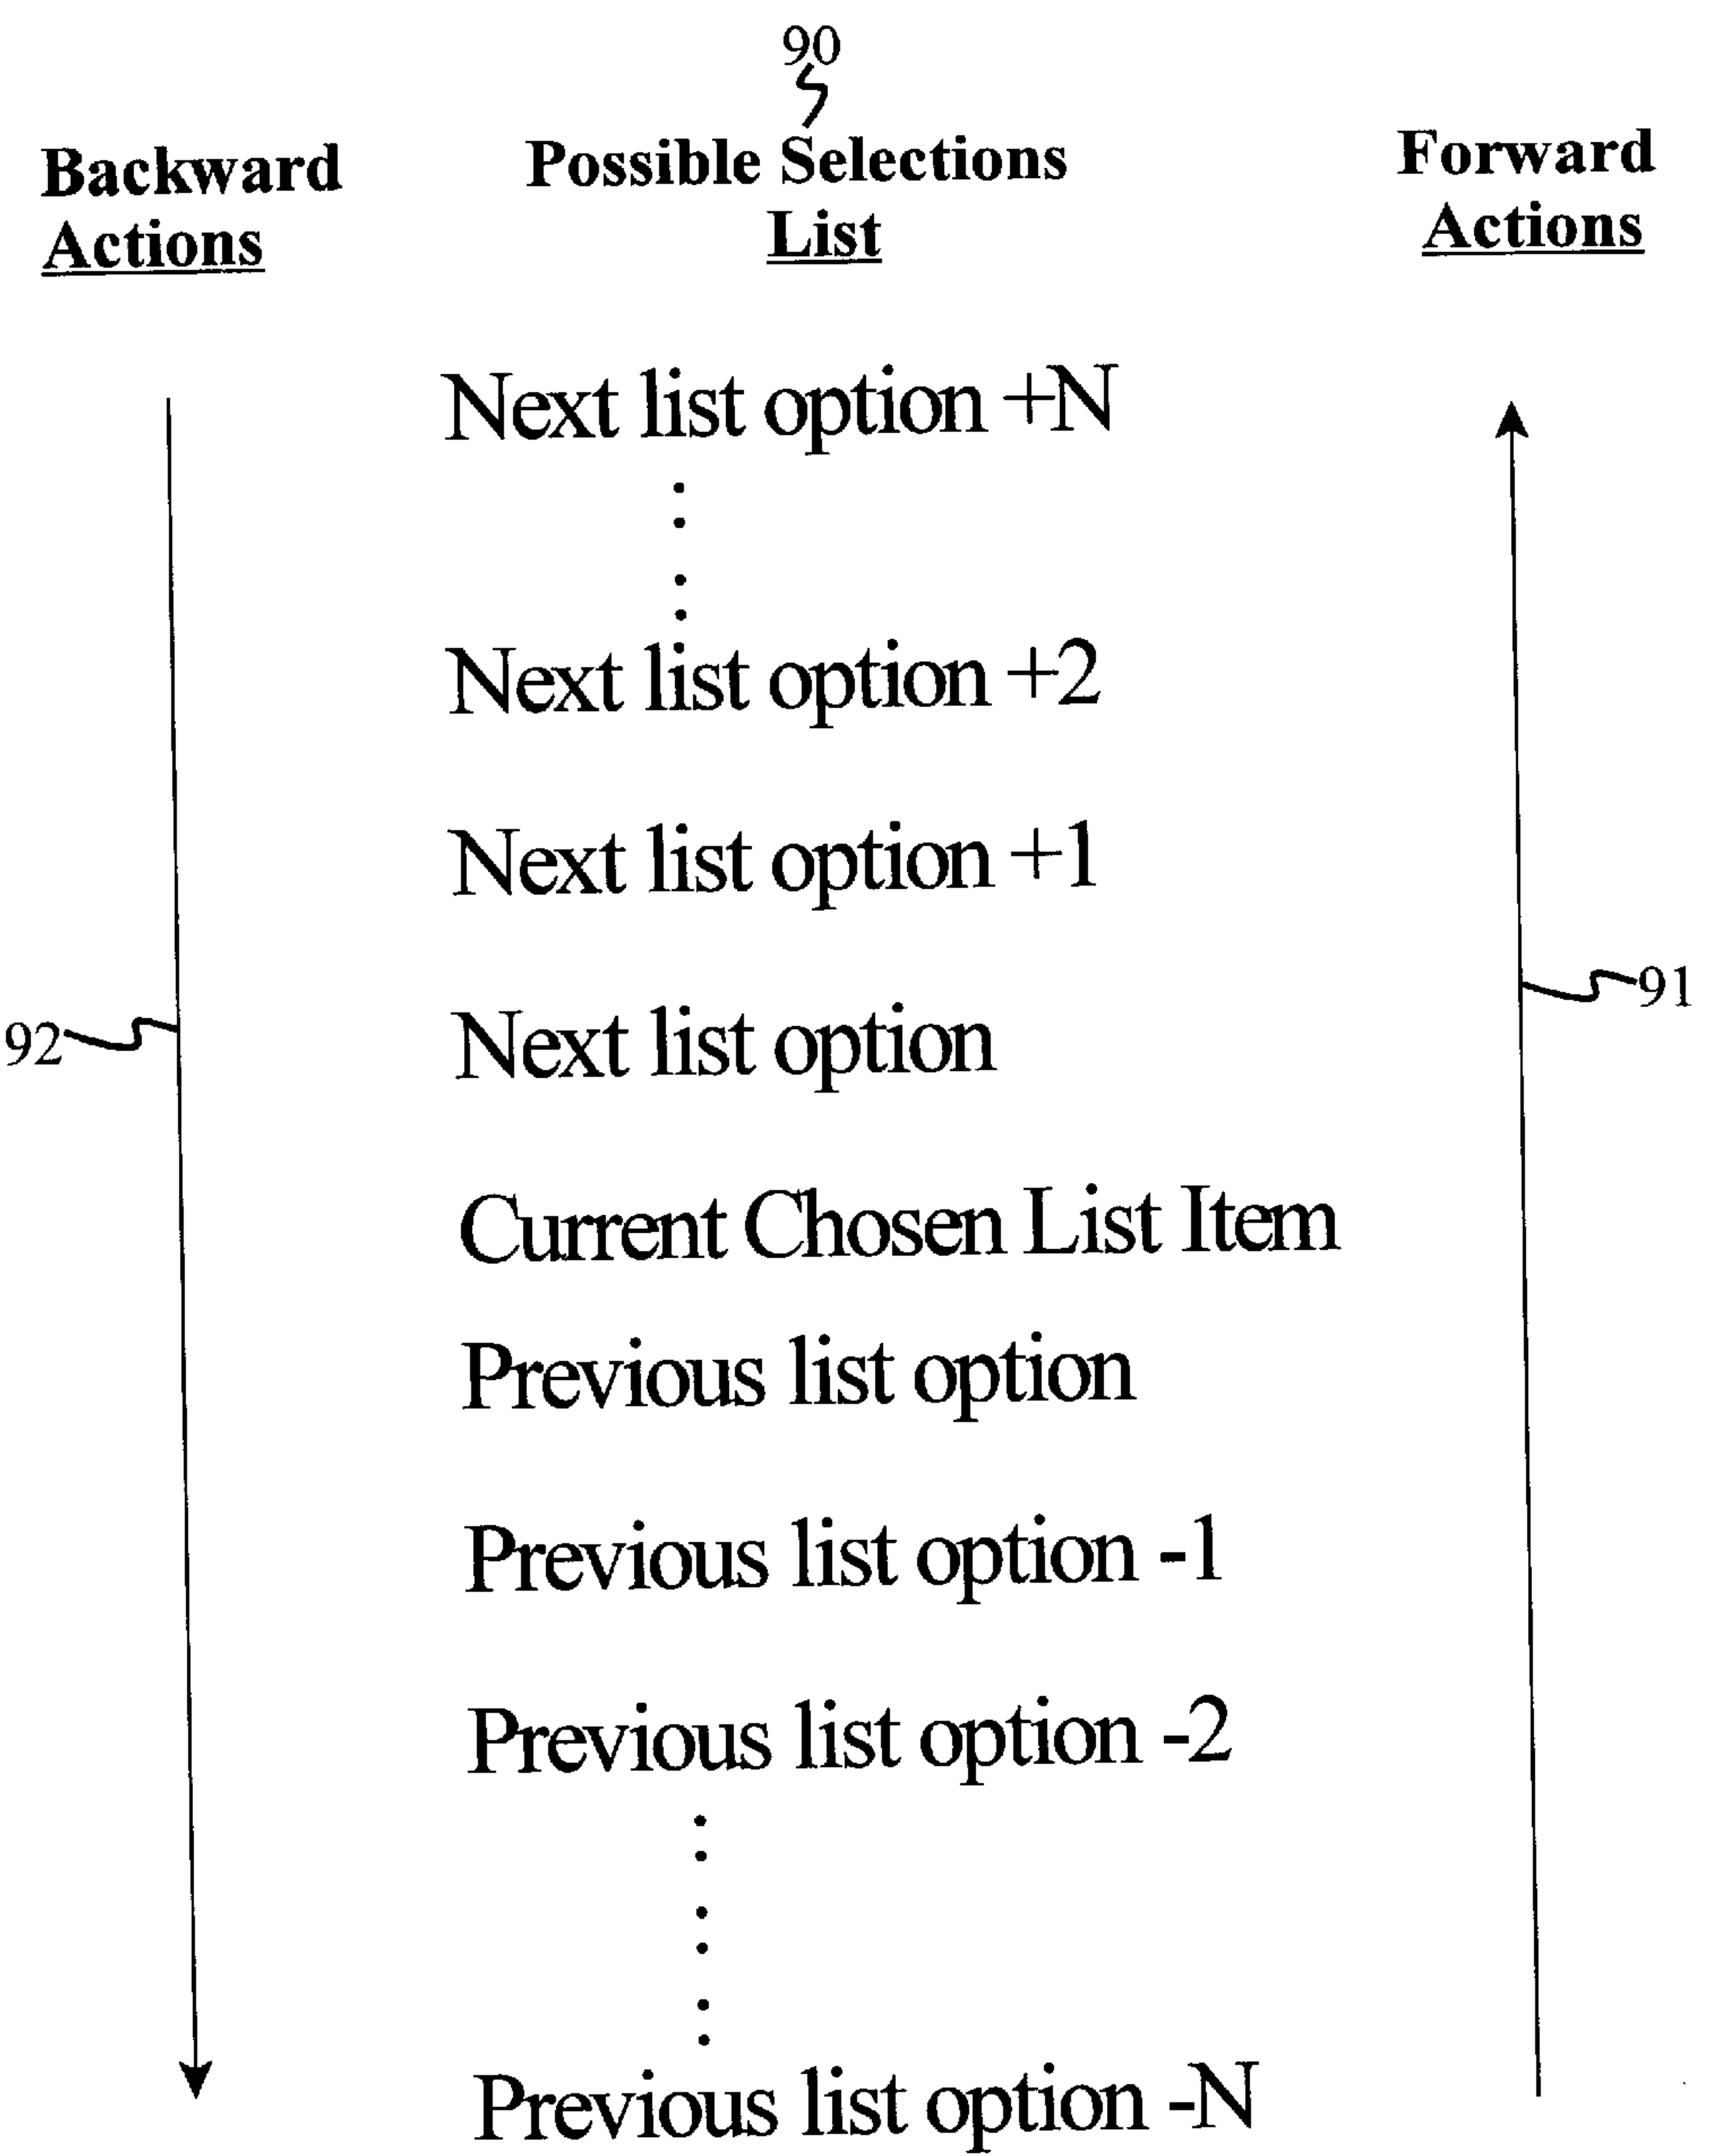 90
Backward
Actions
Possible Selections
List
Forward
Actions
Next list option +N
Next list option +2
Next list option +1
91
Next list option
92
Current Chosen List Item
Previous list option
Previous list option -1
Previous list option -2
Previous list option -N